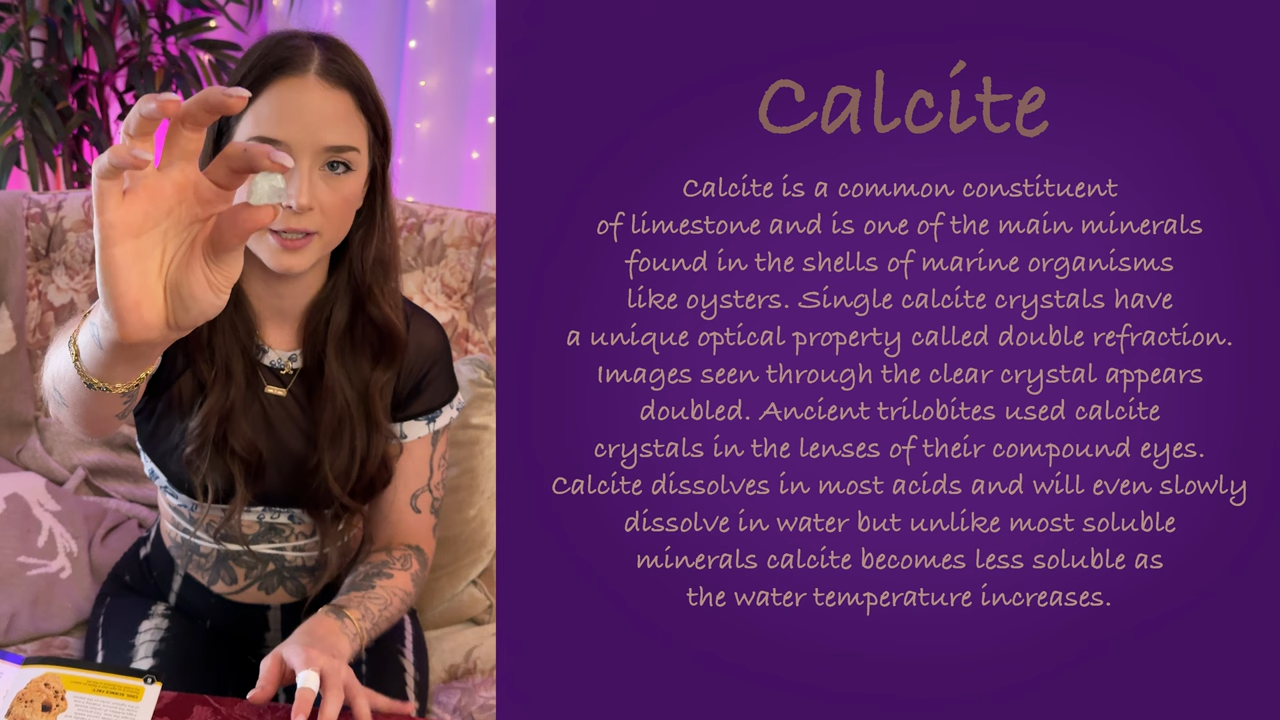 Calcite
Calcite is a common constituent
of limestone and is one of the main minerals
found in the shells of marine organisms
like oysters. Single calcite crystals have
a unique optical property called double refraction.
Images seen through the clear crystal appears
doubled. Ancient trilobites used calcite
crystals in the lenses of their compound eyes.
Calcite dissolves in most acids and will even slowly
dissolve in water but unlike most soluble
minerals calcite becomes less soluble as
the water temperature increases.